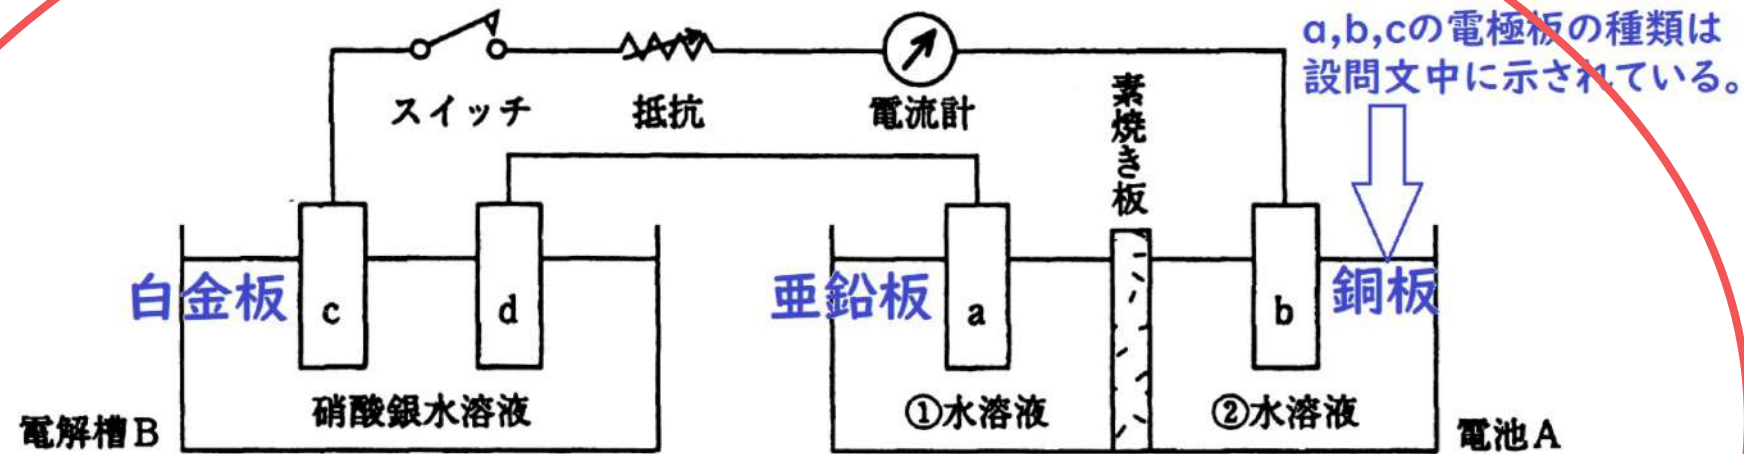 a,b,cの電極板の種類は
設問文中に示されている。
スイッチ
抵抗
電流計
素焼き板
白金板
c
d
亜鉛板
a
b
銅板
硝酸銀水溶液
①水溶液
②水溶液
電解槽B
電池A